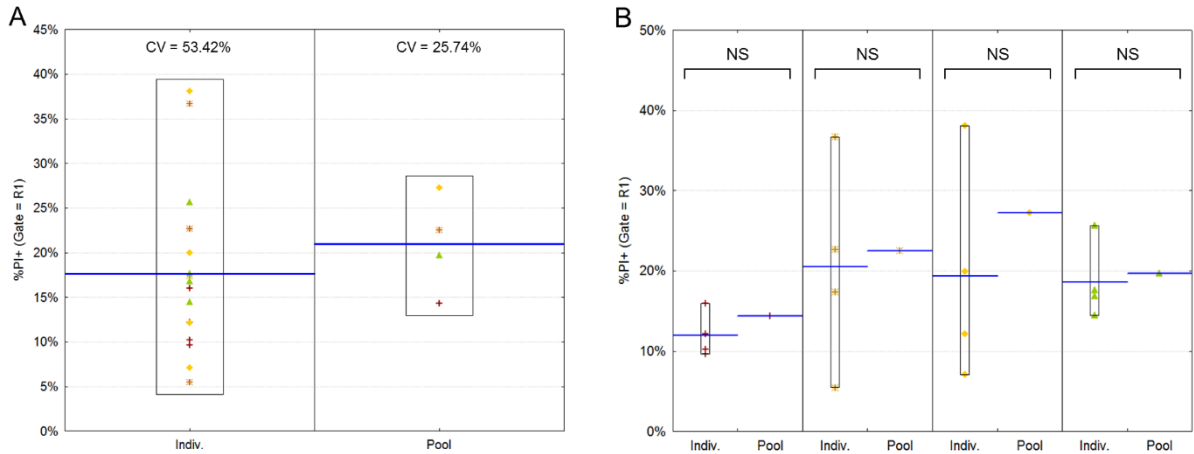 A
CV = 53.42%
CV = 25.74%
%PI+ (Gate = R1)
45%
40%
35%
30%
25%
20%
15%
10%
5%
0%
Indiv.
Pool
B
NS
NS
NS
NS
%PI+ (Gate = R1)
50%
40%
30%
20%
10%
0%
Indiv.
Pool
Indiv.
Pool
Indiv.
Pool
Indiv.
Pool